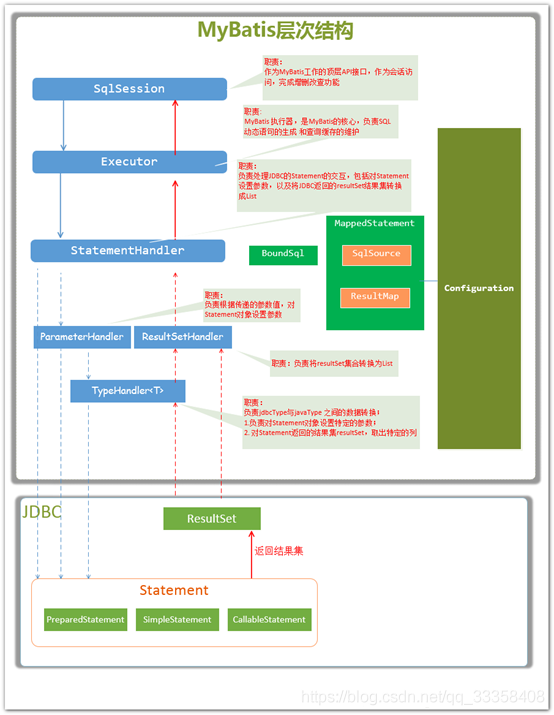 MyBatis层次结构
SqlSession
职责：
作为MyBatis工作的顶层API接口，作为会话访
问，完成增删改查功能
Executor
职责:
MyBatis 执行器，是MyBatis的核心，负责SQL
动态语句的生成 和查询缓存的维护
StatementHandler
职责：
负责处理JDBC的Statement的交互，包括对Statement
设置参数，以及将JDBC返回的resultSet结果集转换
成List
BoundSql
MappedStatement
SqlSource
ResultMap
Configuration
职责：
负责根据传递的参数值，对
Statement对象设置参数
ParameterHandler
ResultSetHandler
职责：负责将resultSet集合转换为List
TypeHandler<T>
职责：
负责jdbcType与javaType 之间的数据转换：
1.负责对Statement对象设置特定的参数；
2. 对Statement返回的结果集resultSet，取出特定的列
JDBC
ResultSet
返回结果集
Statement
PreparedStatement
SimpleStatement
CallableStatement
https://blog.csdn.net/qq_33358408